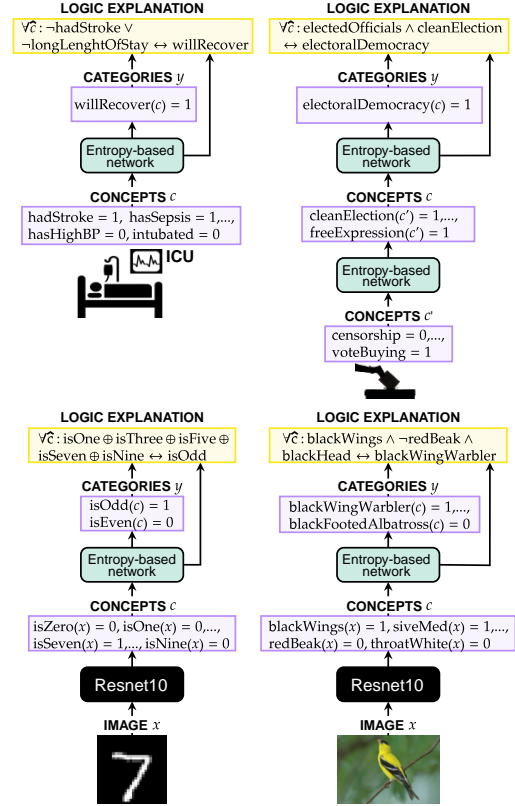 LOGIC EXPLANATION
∀ĉ : ¬hadStroke ∨
¬longLenghtOfStay ↔ willRecover
CATEGORIES y
willRecover(c) = 1
Entropy-based
network
CONCEPTS c
hadStroke = 1, hasSepsis = 1,...,
hasHighBP = 0, intubated = 0
ICU
LOGIC EXPLANATION
∀ĉ : electedOfficials ∧ cleanElection
↔ electoralDemocracy
CATEGORIES y
electoralDemocracy(c) = 1
Entropy-based
network
CONCEPTS c
cleanElection(c') = 1,...,
freeExpression(c') = 1
Entropy-based
network
CONCEPTS c'
censorship = 0,...,
voteBuying = 1
LOGIC EXPLANATION
∀ĉ : isOne ⊕ isThree ⊕ isFive ⊕
isSeven ⊕ isNine ↔ isOdd
CATEGORIES y
isOdd(c) = 1
isEven(c) = 0
Entropy-based
network
CONCEPTS c
isZero(x) = 0, isOne(x) = 0,...,
isSeven(x) = 1,..., isNine(x) = 0
Resnet10
IMAGE x
7
LOGIC EXPLANATION
∀ĉ : blackWings ∧ ¬redBeak ∧
blackHead ↔ blackWingWarbler
CATEGORIES y
blackWingWarbler(c) = 1,...,
blackFootedAlbatross(c) = 0
Entropy-based
network
CONCEPTS c
blackWings(x) = 1, siveMed(x) = 1,...,
redBeak(x) = 0, throatWhite(x) = 0
Resnet10
IMAGE x